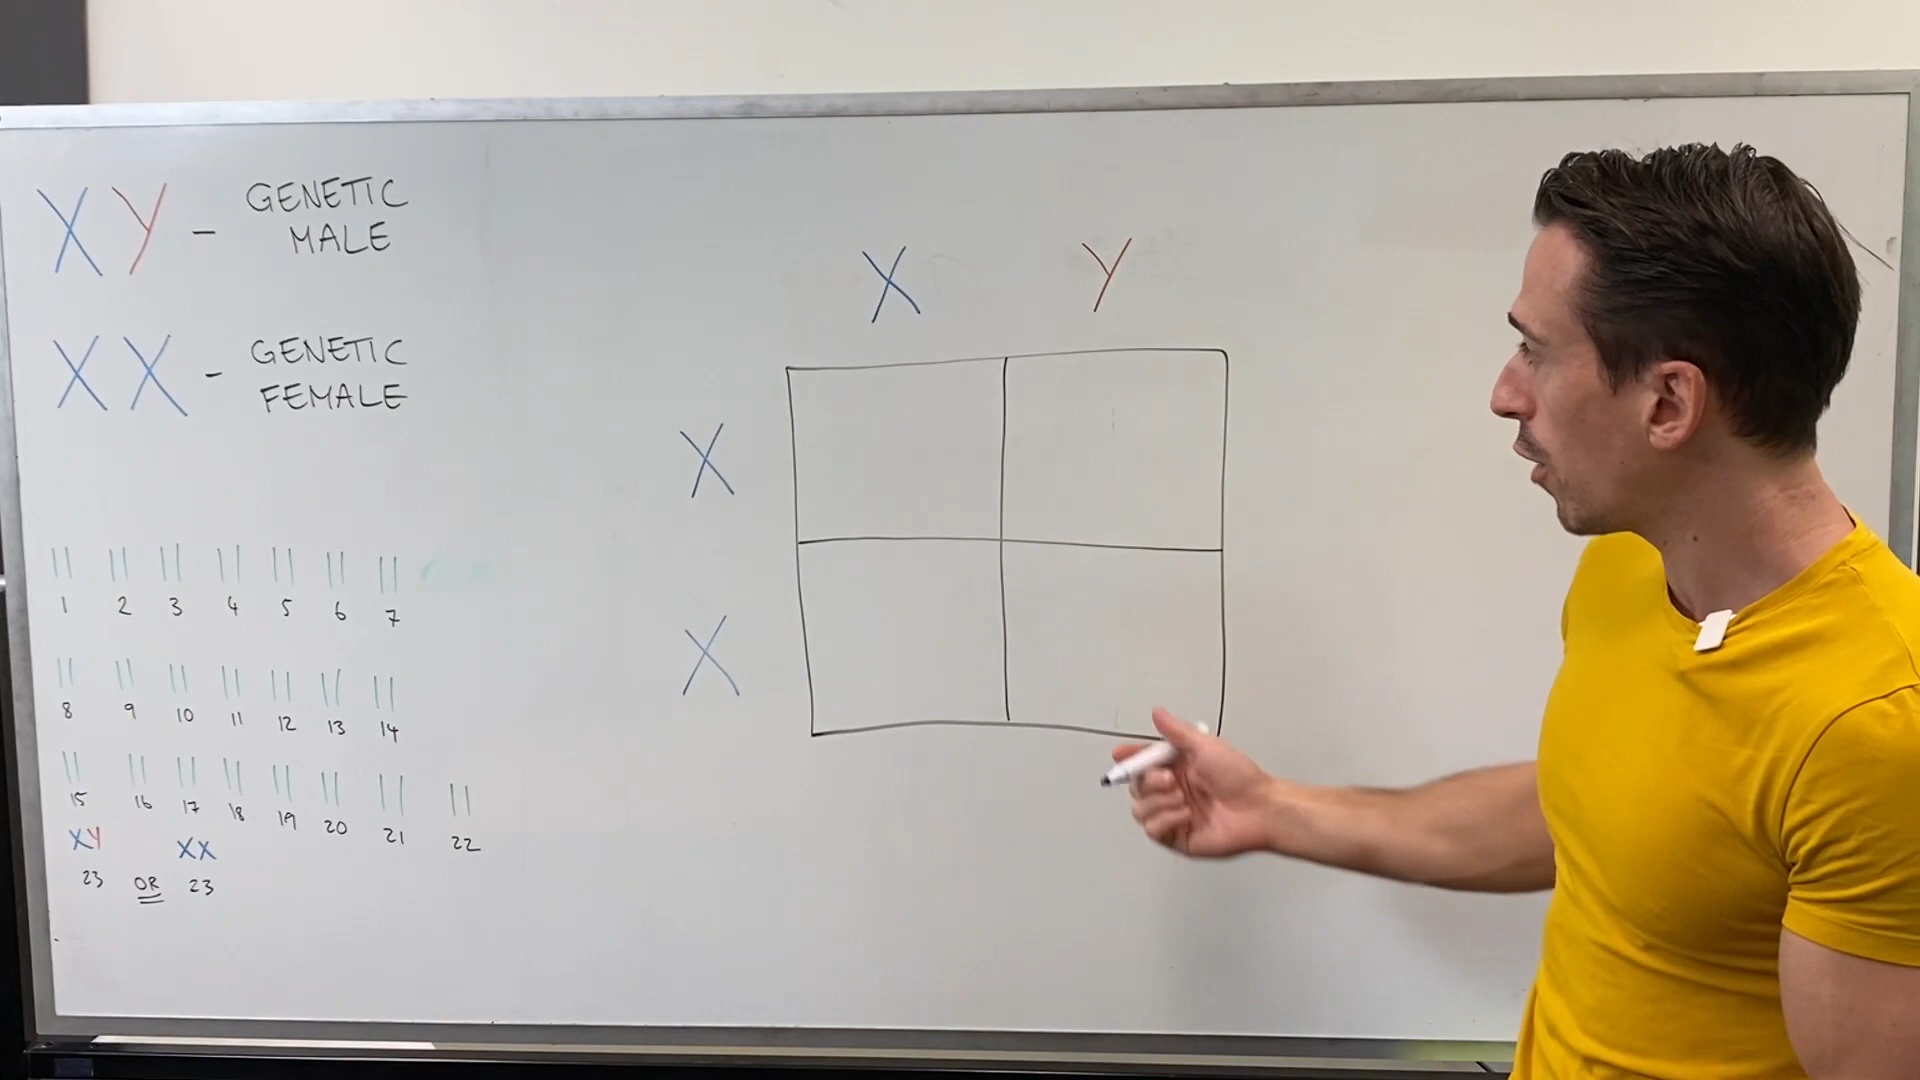 XY - GENETIC
MALE
XX - GENETIC
FEMALE
X Y
X
X
1 2 3 4 5 6 7
8 9 10 11 12 13 14
15 16 17 18 19 20 21 22
XY XX
23 OR 23